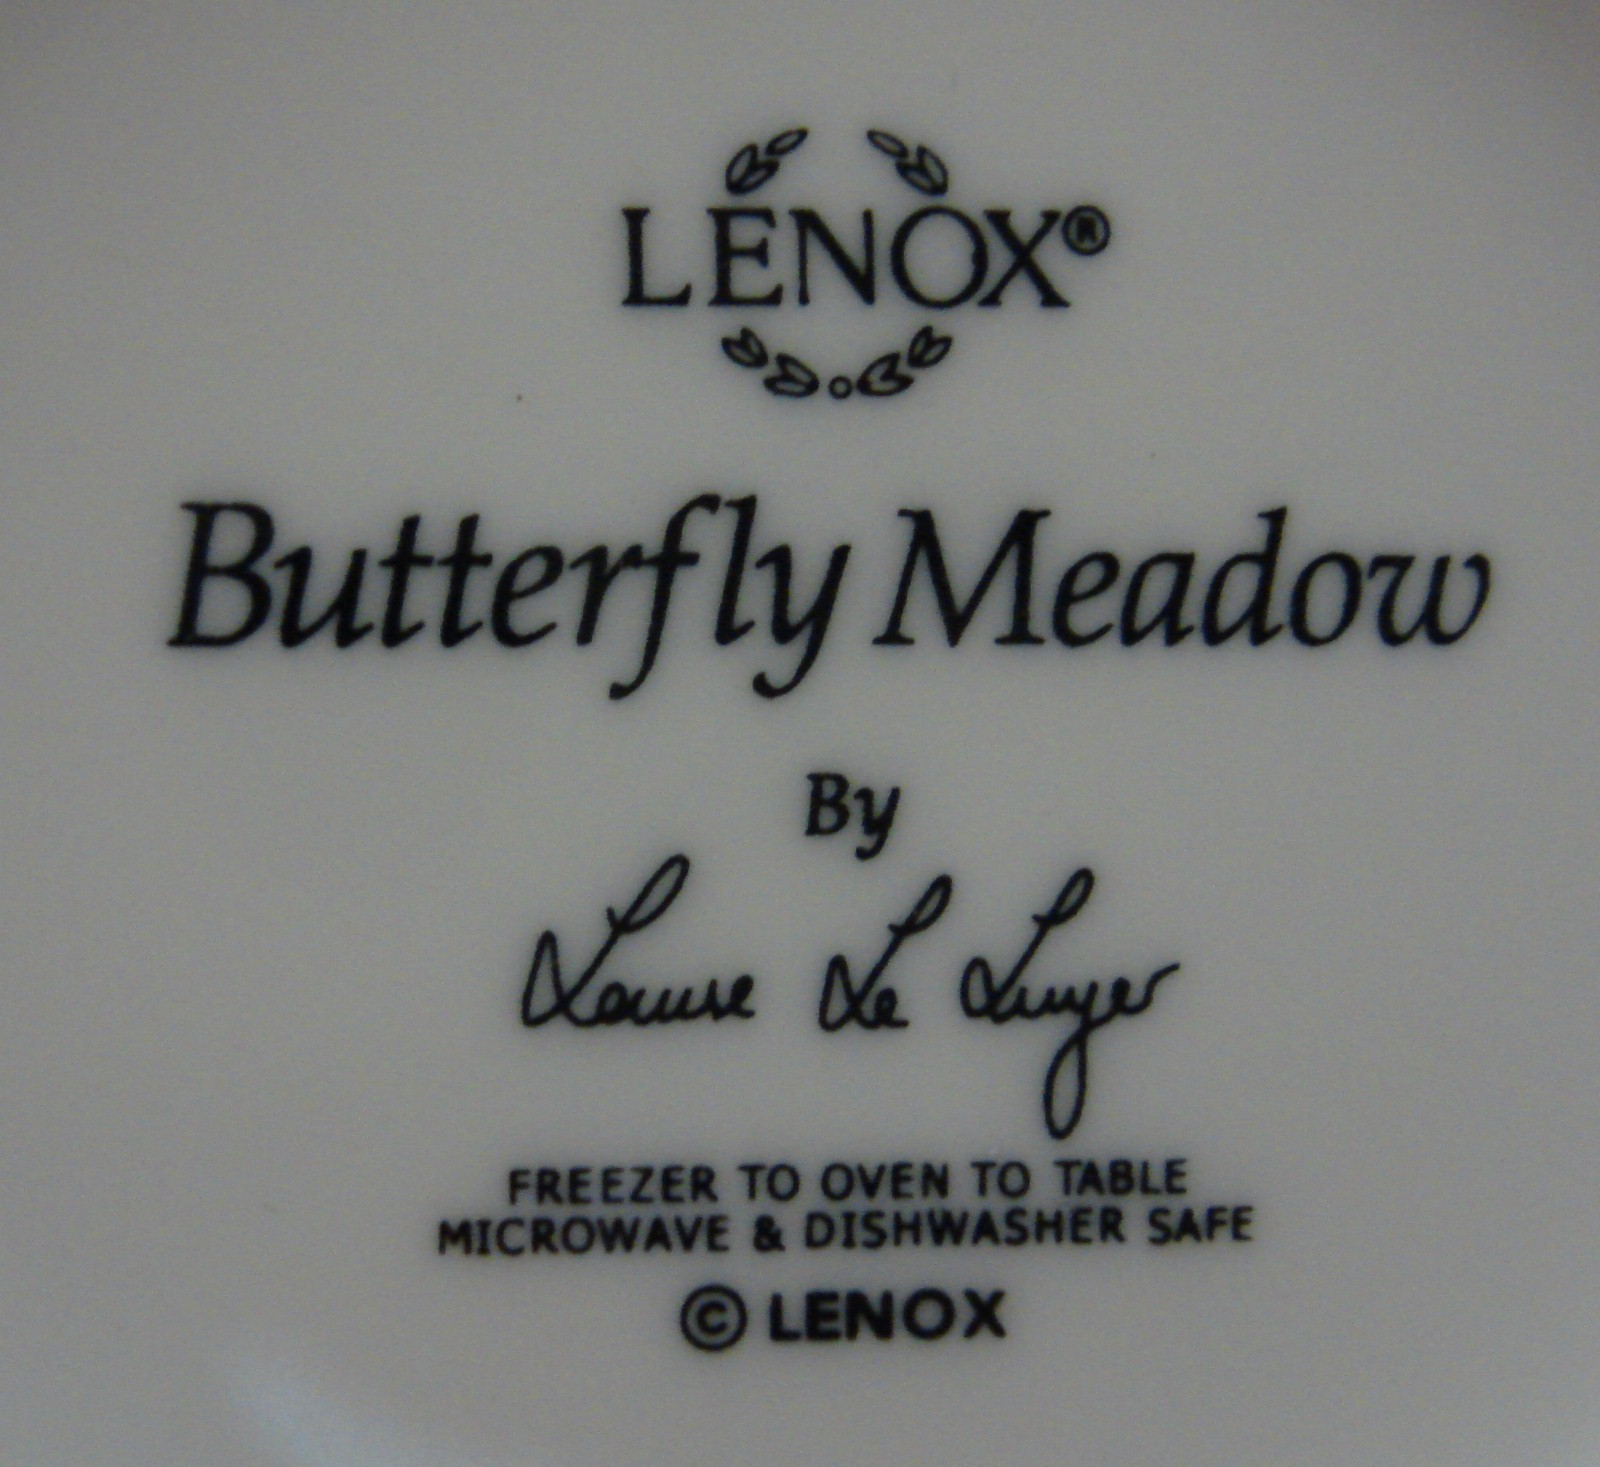 LENOX®
Butterfly Meadow
By
Louise Le Luyer
FREEZER TO OVEN TO TABLE
MICROWAVE & DISHWASHER SAFE
© LENOX